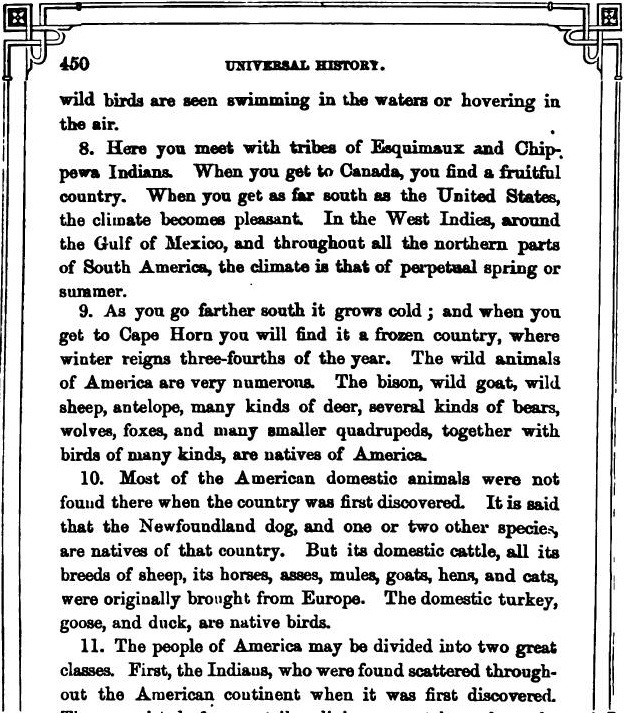 450 UNIVERSAL HISTORY.
wild birds are seen swimming in the waters or hovering in
the air.
8. Here you meet with tribes of Esquimaux and Chip-
pewa Indians. When you get to Canada, you find a fruitful
country. When you get as far south as the United States,
the climate becomes pleasant. In the West Indies, around
the Gulf of Mexico, and throughout all the northern parts
of South America, the climate is that of perpetual spring or
summer.
9. As you go farther south it grows cold; and when you
get to Cape Horn you will find it a frozen country, where
winter reigns three-fourths of the year. The wild animals
of America are very numerous. The bison, wild goat, wild
sheep, antelope, many kinds of deer, several kinds of bears,
wolves, foxes, and many smaller quadrupeds, together with
birds of many kinds, are natives of America.
10. Most of the American domestic animals were not
found there when the country was first discovered. It is said
that the Newfoundland dog, and one or two other species,
are natives of that country. But its domestic cattle, all its
breeds of sheep, its horses, asses, mules, goats, hens, and cats,
were originally brought from Europe. The domestic turkey,
goose, and duck, are native birds.
11. The people of America may be divided into two great
classes. First, the Indians, who were found scattered through-
out the American continent when it was first discovered.